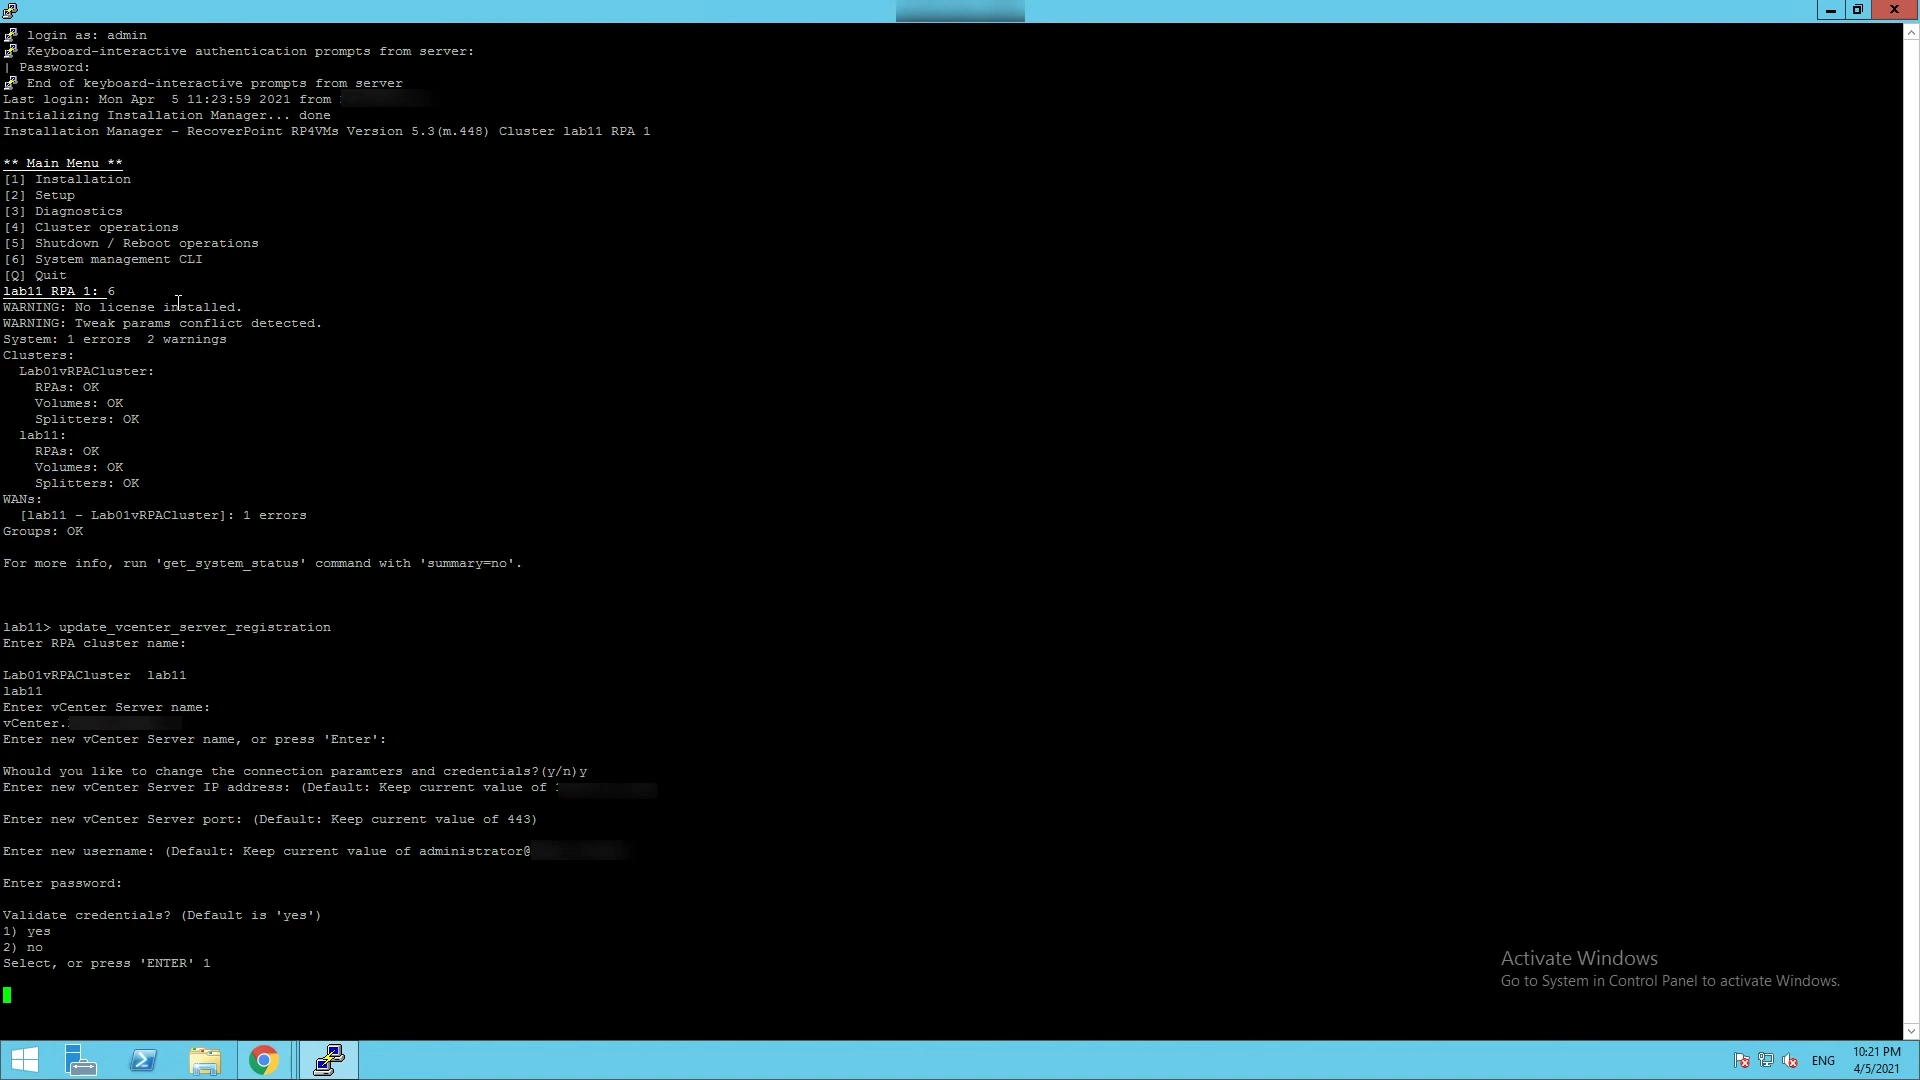 login as: admin
Keyboard-interactive authentication prompts from server:
| Password:
End of keyboard-interactive prompts from server
Last login: Mon Apr  5 11:23:59 2021 from
Initializing Installation Manager... done
Installation Manager - RecoverPoint RP4VMs Version 5.3(m.448) Cluster lab11 RPA 1
** Main Menu **
[1] Installation
[2] Setup
[3] Diagnostics
[4] Cluster operations
[5] Shutdown / Reboot operations
[6] System management CLI
[Q] Quit
lab11 RPA 1: 6
WARNING: No license installed.
WARNING: Tweak params conflict detected.
System: 1 errors  2 warnings
Clusters:
Lab01vRPACluster:
RPAs: OK
Volumes: OK
Splitters: OK
lab11:
RPAs: OK
Volumes: OK
Splitters: OK
WANs:
[lab11 - Lab01vRPACluster]: 1 errors
Groups: OK
For more info, run 'get_system_status' command with 'summary=no'.
lab11> update_vcenter_server_registration
Enter RPA cluster name:
Lab01vRPACluster  lab11
lab11
Enter vCenter Server name:
vCenter.
Enter new vCenter Server name, or press 'Enter':
Whould you like to change the connection paramters and credentials?(y/n)y
Enter new vCenter Server IP address: (Default: Keep current value of
Enter new vCenter Server port: (Default: Keep current value of 443)
Enter new username: (Default: Keep current value of administrator@
Enter password:
Validate credentials? (Default is 'yes')
1) yes
2) no
Select, or press 'ENTER' 1
Activate Windows
Go to System in Control Panel to activate Windows.
ENG
10:21 PM
4/5/2021